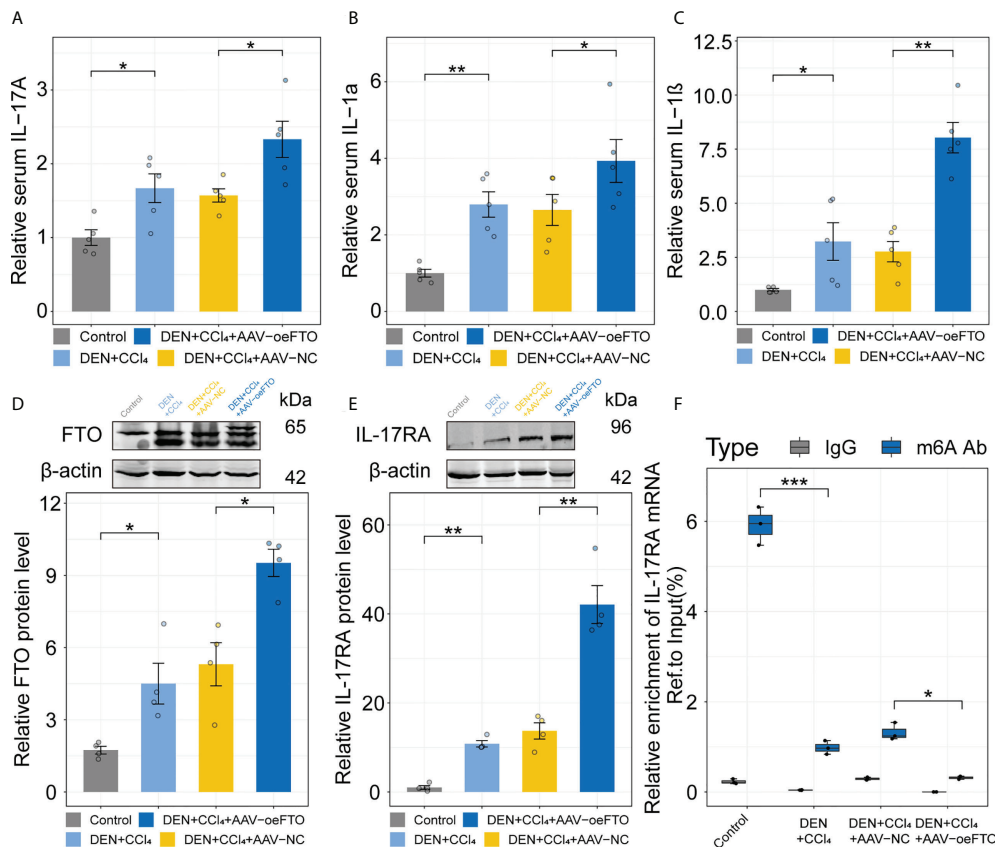 A
Relative serum IL−17A
3
2
1
0
*
*
Control
DEN+CCl₄+AAV−oeFTO
DEN+CCl₄
DEN+CCl₄+AAV−NC
B
Relative serum IL−1a
6
4
2
0
**
*
Control
DEN+CCl₄+AAV−oeFTO
DEN+CCl₄
DEN+CCl₄+AAV−NC
C
Relative serum IL−1ß
12.5
10.0
7.5
5.0
2.5
0.0
*
**
Control
DEN+CCl₄+AAV−oeFTO
DEN+CCl₄
DEN+CCl₄+AAV−NC
D
Control
DEN
+CCl₄
DEN+CCl₄
+AAV−NC
DEN+CCl₄
+AAV-oeFTO
kDa
FTO
65
β-actin
42
Relative FTO protein level
12
9
6
3
0
*
*
Control
DEN+CCl₄+AAV−oeFTO
DEN+CCl₄
DEN+CCl₄+AAV−NC
E
Control
DEN
+CCl₄
DEN+CCl₄
+AAV−NC
DEN+CCl₄
+AAV-oeFTO
kDa
IL-17RA
96
β-actin
42
Relative IL−17RA protein level
60
40
20
0
**
**
Control
DEN+CCl₄+AAV−oeFTO
DEN+CCl₄
DEN+CCl₄+AAV−NC
F
Type
IgG
m6A Ab
Relative enrichment of IL−17RA mRNA
Ref.to Input(%)
6
4
2
0
***
*
Control
DEN
+CCl₄
DEN+CCl₄
+AAV−NC
DEN+CCl₄
+AAV−oeFTO